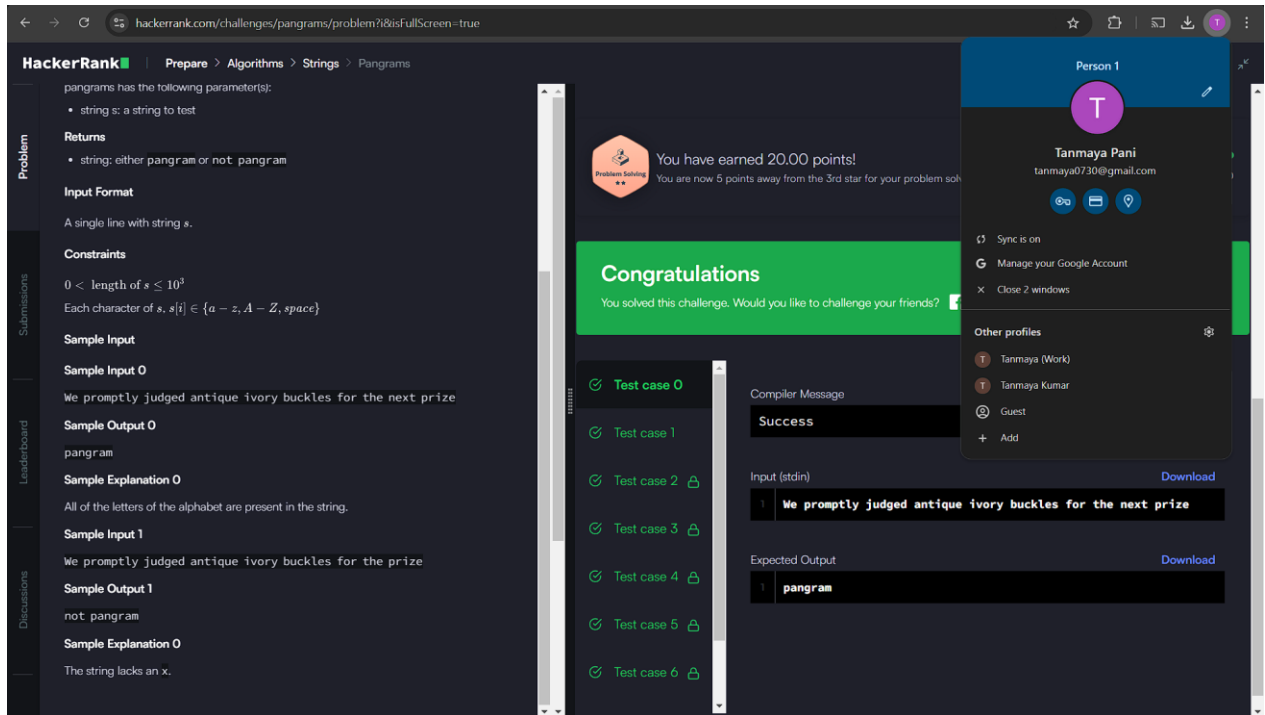 hackerrank.com/challenges/pangrams/problem?i&isFullScreen=true
T
HackerRank
Prepare > Algorithms > Strings > Pangrams
Problem
Submissions
Leaderboard
Discussions
pangrams has the following parameter(s):
• string s: a string to test
Returns
• string: either pangram or not pangram
Input Format
A single line with string s.
Constraints
0 < length of s ≤ 10³
Each character of s, s[i] ∈ {a − z, A − Z, space}
Sample Input
Sample Input 0
We promptly judged antique ivory buckles for the next prize
Sample Output 0
pangram
Sample Explanation 0
All of the letters of the alphabet are present in the string.
Sample Input 1
We promptly judged antique ivory buckles for the prize
Sample Output 1
not pangram
Sample Explanation 0
The string lacks an x.
Problem Solving
You have earned 20.00 points!
You are now 5 points away from the 3rd star for your problem
Congratulations
You solved this challenge. Would you like to challenge your friends?
Test case 0
Test case 1
Test case 2
Test case 3
Test case 4
Test case 5
Test case 6
Compiler Message
Success
Input (stdin)
Download
1 We promptly judged antique ivory buckles for the next prize
Expected Output
Download
1 pangram
Person 1
T
Tanmaya Pani
tanmaya0730@gmail.com
Sync is on
G Manage your Google Account
Close 2 windows
Other profiles
T Tanmaya (Work)
T Tanmaya Kumar
Guest
+ Add